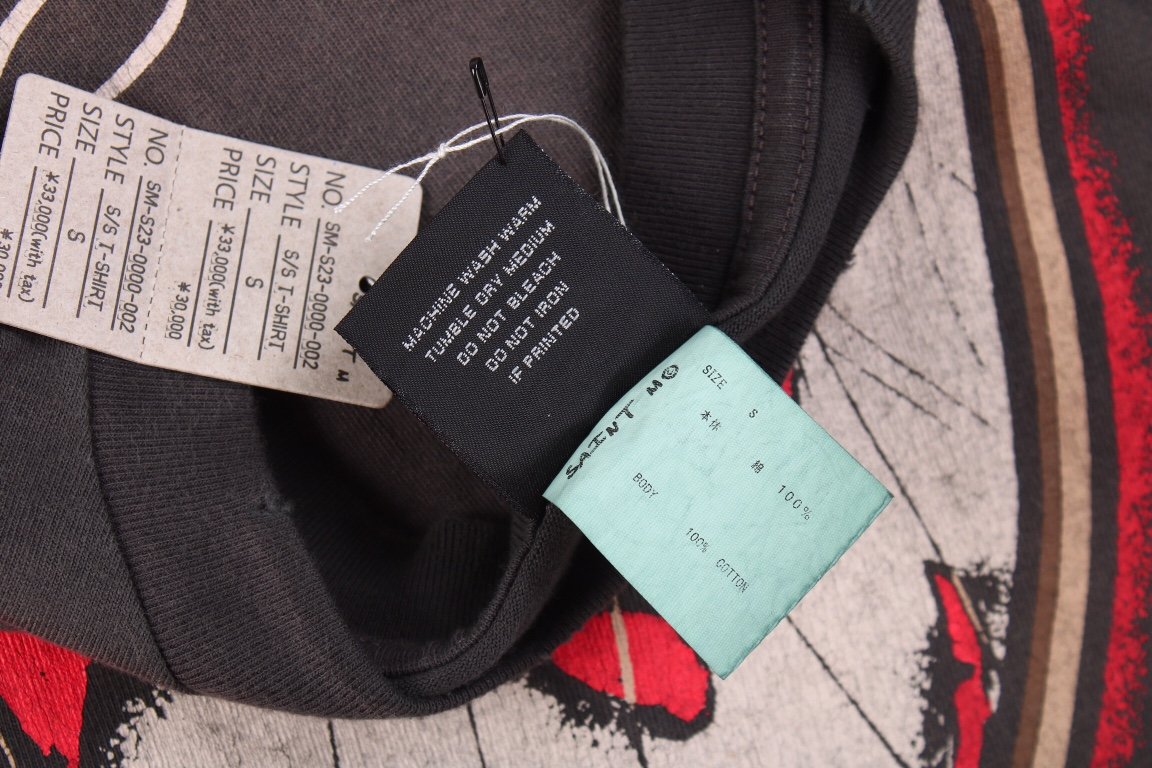 NO. SM-S23-0000-002
STYLE S/S T-SHIRT
SIZE S
PRICE ¥33,000(with tax)
¥30,000
NO. SM-S23-0000-002
STYLE S/S T-SHIRT
SIZE S
PRICE ¥33,000(with tax)
MACHINE WASH WARM
TUMBLE DRY MEDIUM
DO NOT BLEACH
DO NOT IRON
IF PRINTED
SAINT M
SIZE S
本体
綿 100%
BODY
100% COTTON